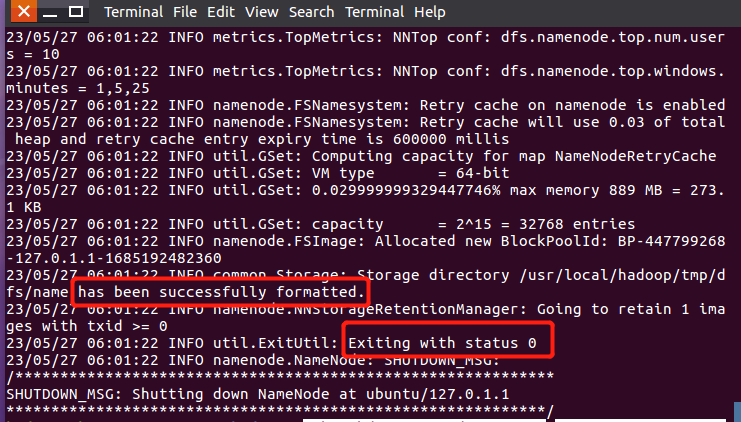 Terminal File Edit View Search Terminal Help
23/05/27 06:01:22 INFO metrics.TopMetrics: NNTop conf: dfs.namenode.top.num.user
s = 10
23/05/27 06:01:22 INFO metrics.TopMetrics: NNTop conf: dfs.namenode.top.windows.
minutes = 1,5,25
23/05/27 06:01:22 INFO namenode.FSNamesystem: Retry cache on namenode is enabled
23/05/27 06:01:22 INFO namenode.FSNamesystem: Retry cache will use 0.03 of total
heap and retry cache entry expiry time is 600000 millis
23/05/27 06:01:22 INFO util.GSet: Computing capacity for map NameNodeRetryCache
23/05/27 06:01:22 INFO util.GSet: VM type       = 64-bit
23/05/27 06:01:22 INFO util.GSet: 0.029999999329447746% max memory 889 MB = 273.
1 KB
23/05/27 06:01:22 INFO util.GSet: capacity      = 2^15 = 32768 entries
23/05/27 06:01:22 INFO namenode.FSImage: Allocated new BlockPoolId: BP-447799268
-127.0.1.1-1685192482360
23/05/27 06:01:22 INFO common.Storage: Storage directory /usr/local/hadoop/tmp/d
fs/name has been successfully formatted.
23/05/27 06:01:22 INFO namenode.NNStorageRetentionManager: Going to retain 1 ima
ges with txid >= 0
23/05/27 06:01:22 INFO util.ExitUtil: Exiting with status 0
23/05/27 06:01:22 INFO namenode.NameNode: SHUTDOWN_MSG:
/************************************************************
SHUTDOWN_MSG: Shutting down NameNode at ubuntu/127.0.1.1
************************************************************/